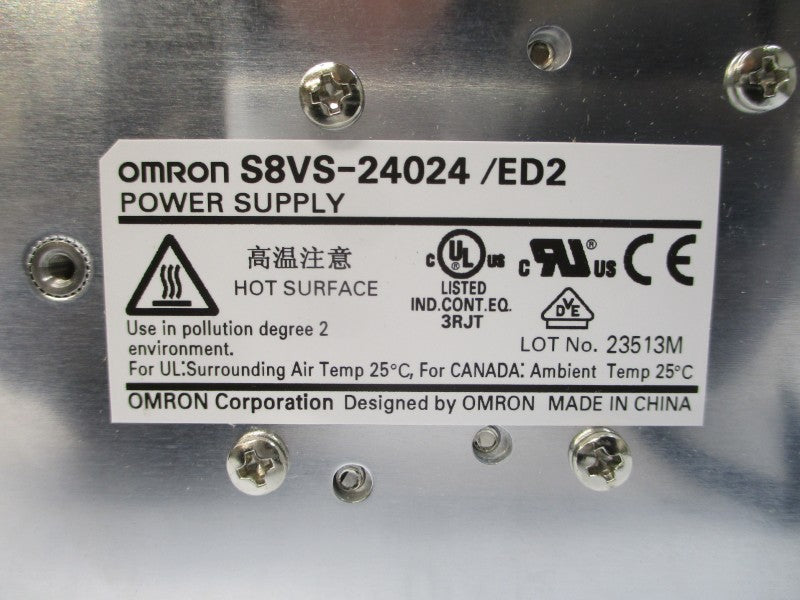 OMRON S8VS-24024 /ED2
POWER SUPPLY
高温注意
HOT SURFACE
C UL ® US
LISTED
IND.CONT.EQ.
3RJT
C RU ® US
CE
DVE
Use in pollution degree 2
environment.
LOT No. 23513M
For UL:Surrounding Air Temp 25°C, For CANADA: Ambient Temp 25°C
OMRON Corporation Designed by OMRON MADE IN CHINA